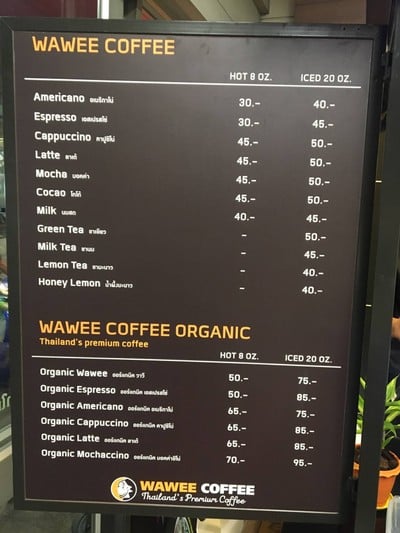 WAWEE COFFEE
HOT 8 OZ. ICED 20 OZ.
Americano อเมริกาโน่ 30.- 40.-
Espresso เอสเปรสโซ่ 30.- 45.-
Cappuccino คาปูชิโน่ 45.- 50.-
Latte ลาเต้ 45.- 50.-
Mocha มอคค่า 45.- 50.-
Cocao โกโก้ 45.- 50.-
Milk นมสด 40.- 45.-
Green Tea ชาเขียว - 50.-
Milk Tea ชานม - 45.-
Lemon Tea ชามะนาว - 40.-
Honey Lemon น้ำผึ้งมะนาว - 40.-
WAWEE COFFEE ORGANIC
Thailand's premium coffee
HOT 8 OZ. ICED 20 OZ.
Organic Wawee ออร์แกนิค วาวี 50.- 75.-
Organic Espresso ออร์แกนิค เอสเปรสโซ่ 50.- 85.-
Organic Americano ออร์แกนิค อเมริกาโน่ 65.- 75.-
Organic Cappuccino ออร์แกนิค คาปูชิโน่ 65.- 85.-
Organic Latte ออร์แกนิค ลาเต้ 65.- 85.-
Organic Mochaccino ออร์แกนิค มอคค่าชิโน่ 70.- 95.-
WAWEE COFFEE
Thailand's Premium Coffee